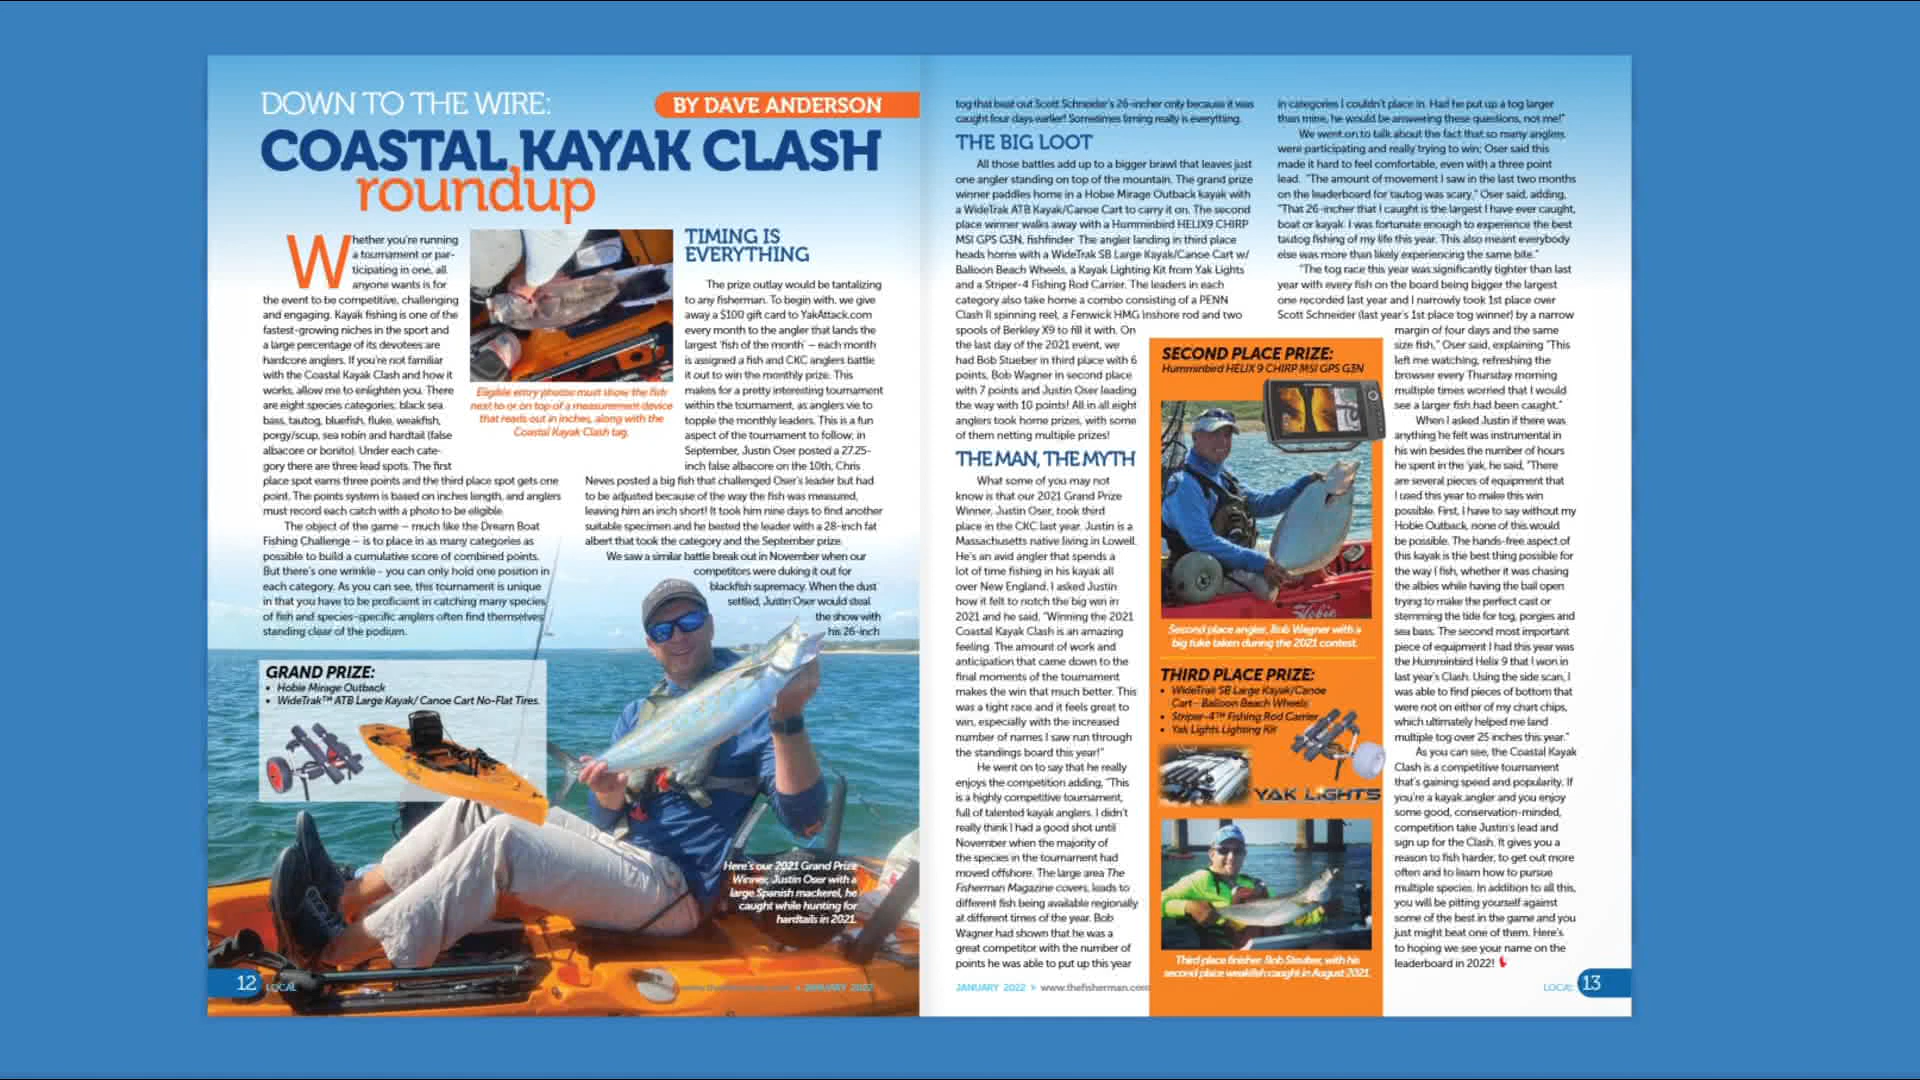 DOWN TO THE WIRE:
BY DAVE ANDERSON
COASTAL KAYAK CLASH
roundup
Whether you're running
a tournament or par-
ticipating in one, all
anyone wants is for
the event to be competitive, challenging
and engaging. Kayak fishing is one of the
fastest-growing niches in the sport and
a large percentage of its devotees are
hardcore anglers. If you're not familiar
with the Coastal Kayak Clash and how it
works, allow me to enlighten you. There
are eight species categories: black sea
bass, tautog, bluefish, fluke, weakfish,
porgy/scup, sea robin and hardtail (false
albacore or bonito). Under each cate-
gory there are three lead spots. The first
place spot earns three points and the third place spot gets one
point. The points system is based on inches length, and anglers
must record each catch with a photo to be eligible.
The object of the game – much like the Dream Boat
Fishing Challenge – is to place in as many categories as
possible to build a cumulative score of combined points.
But there's one wrinkle – you can only hold one position in
each category. As you can see, this tournament is unique
in that you have to be proficient in catching many species
of fish and species-specific anglers often find themselves
standing clear of the podium.
Eligible entry photos must show the fish
next to or on top of a measurement device
that reads out in inches, along with the
Coastal Kayak Clash tag.
TIMING IS
EVERYTHING
The prize outlay would be tantalizing
to any fisherman. To begin with, we give
away a $100 gift card to YakAttack.com
every month to the angler that lands the
largest 'fish of the month' – each month
is assigned a fish and CKC anglers battle
it out to win the monthly prize. This
makes for a pretty interesting tournament
within the tournament, as anglers vie to
topple the monthly leaders. This is a fun
aspect of the tournament to follow; in
September, Justin Oser posted a 27.25-
inch false albacore on the 10th, Chris
Neves posted a big fish that challenged Oser's leader but had
to be adjusted because of the way the fish was measured,
leaving him an inch short! It took him nine days to find another
suitable specimen and he bested the leader with a 28-inch fat
albert that took the category and the September prize.
We saw a similar battle break out in November when our
competitors were duking it out for
blackfish supremacy. When the dust
settled, Justin Oser would steal
the show with
his 26-inch
GRAND PRIZE:
• Hobie Mirage Outback
• WideTrak™ ATB Large Kayak/ Canoe Cart No-Flat Tires.
Here's our 2021 Grand Prize
Winner, Justin Oser with a
large Spanish mackerel, he
caught while hunting for
hardtails in 2021.
12 LOCAL
www.thefisherman.com • JANUARY 2022
tog that beat out Scott Schneider's 26-incher only because it was
caught four days earlier! Sometimes timing really is everything.
THE BIG LOOT
All those battles add up to a bigger brawl that leaves just
one angler standing on top of the mountain. The grand prize
winner paddles home in a Hobie Mirage Outback kayak with
a WideTrak ATB Kayak/Canoe Cart to carry it on. The second
place winner walks away with a Humminbird HELIX9 CHIRP
MSI GPS G3N, fishfinder. The angler landing in third place
heads home with a WideTrak SB Large Kayak/Canoe Cart w/
Balloon Beach Wheels, a Kayak Lighting Kit from Yak Lights
and a Striper-4 Fishing Rod Carrier. The leaders in each
category also take home a combo consisting of a PENN
Clash II spinning reel, a Fenwick HMG Inshore rod and two
spools of Berkley X9 to fill it with. On
the last day of the 2021 event, we
had Bob Stueber in third place with 6
points, Bob Wagner in second place
with 7 points and Justin Oser leading
the way with 10 points! All in all eight
anglers took home prizes, with some
of them netting multiple prizes!
THE MAN, THE MYTH
What some of you may not
know is that our 2021 Grand Prize
Winner, Justin Oser, took third
place in the CKC last year. Justin is a
Massachusetts native living in Lowell.
He's an avid angler that spends a
lot of time fishing in his kayak all
over New England. I asked Justin
how it felt to notch the big win in
2021 and he said, "Winning the 2021
Coastal Kayak Clash is an amazing
feeling. The amount of work and
anticipation that came down to the
final moments of the tournament
makes the win that much better. This
was a tight race and it feels great to
win, especially with the increased
number of names I saw run through
the standings board this year!"
He went on to say that he really
enjoys the competition adding, "This
is a highly competitive tournament,
full of talented kayak anglers. I didn't
really think I had a good shot until
November when the majority of
the species in the tournament had
moved offshore. The large area The
Fisherman Magazine covers, leads to
different fish being available regionally
at different times of the year. Bob
Wagner had shown that he was a
great competitor with the number of
points he was able to put up this year
in categories I couldn't place in. Had he put up a tog larger
than mine, he would be answering these questions, not me!"
We went on to talk about the fact that so many anglers
were participating and really trying to win; Oser said this
made it hard to feel comfortable, even with a three point
lead. "The amount of movement I saw in the last two months
on the leaderboard for tautog was scary," Oser said, adding,
"That 26-incher that I caught is the largest I have ever caught,
boat or kayak. I was fortunate enough to experience the best
tautog fishing of my life this year. This also meant everybody
else was more than likely experiencing the same bite."
"The tog race this year was significantly tighter than last
year with every fish on the board being bigger the largest
one recorded last year and I narrowly took 1st place over
Scott Schneider (last year's 1st place tog winner) by a narrow
margin of four days and the same
size fish," Oser said, explaining "This
left me watching, refreshing the
browser every Thursday morning
multiple times worried that I would
see a larger fish had been caught."
When I asked Justin if there was
anything he felt was instrumental in
his win besides the number of hours
he spent in the 'yak, he said, "There
are several pieces of equipment that
I used this year to make this win
possible. First, I have to say without my
Hobie Outback, none of this would
be possible. The hands-free aspect of
this kayak is the best thing possible for
the way I fish, whether it was chasing
the albies while having the bail open
trying to make the perfect cast or
stemming the tide for tog, porgies and
sea bass. The second most important
piece of equipment I had this year was
the Humminbird Helix 9 that I won in
last year's Clash. Using the side scan, I
was able to find pieces of bottom that
were not on either of my chart chips,
which ultimately helped me land
multiple tog over 25 inches this year."
As you can see, the Coastal Kayak
Clash is a competitive tournament
that's gaining speed and popularity. If
you're a kayak angler and you enjoy
some good, conservation-minded,
competition take Justin's lead and
sign up for the Clash. It gives you a
reason to fish harder, to get out more
often and to learn how to pursue
multiple species. In addition to all this,
you will be pitting yourself against
some of the best in the game and you
just might beat one of them. Here's
to hoping we see your name on the
leaderboard in 2022!
SECOND PLACE PRIZE:
Humminbird HELIX 9 CHIRP MSI GPS G3N
Hobie
Second place angler, Bob Wagner with a
big fluke taken during the 2021 contest.
THIRD PLACE PRIZE:
• WideTrak SB Large Kayak/Canoe
Cart – Balloon Beach Wheels
• Striper-4™ Fishing Rod Carrier
• Yak Lights Lighting Kit
YAK LIGHTS
Third place finisher Bob Steuber, with his
second place weakfish caught in August 2021.
JANUARY 2022 • www.thefisherman.com
LOCAL 13